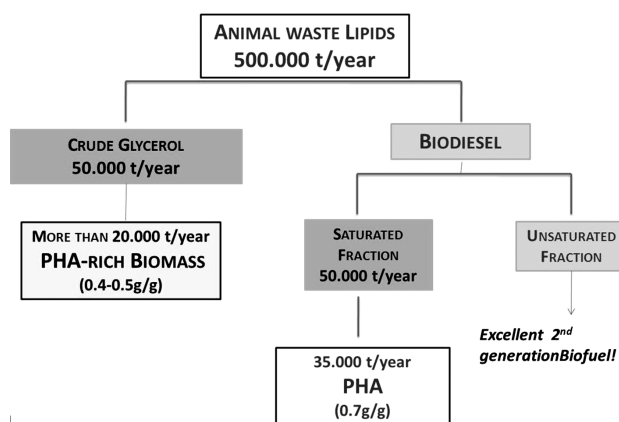 ANIMAL WASTE LIPIDS
500.000 t/year
CRUDE GLYCEROL
50.000 t/year
BIODIESEL
MORE THAN 20.000 t/year
PHA-RICH BIOMASS
(0.4-0.5g/g)
SATURATED
FRACTION
50.000 t/year
UNSATURATED
FRACTION
Excellent 2nd
generationBiofuel!
35.000 t/year
PHA
(0.7g/g)